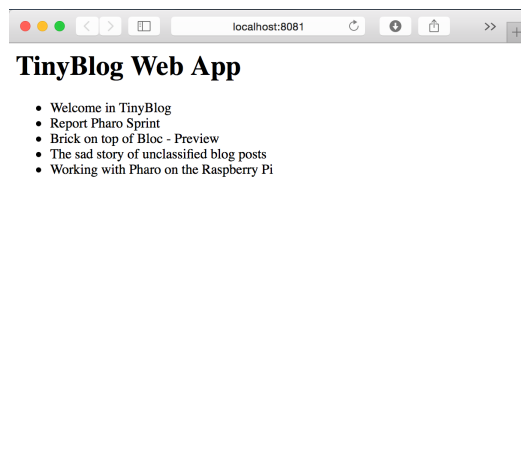 localhost:8081
TinyBlog Web App
Welcome in TinyBlog
Report Pharo Sprint
Brick on top of Bloc - Preview
The sad story of unclassified blog posts
Working with Pharo on the Raspberry Pi